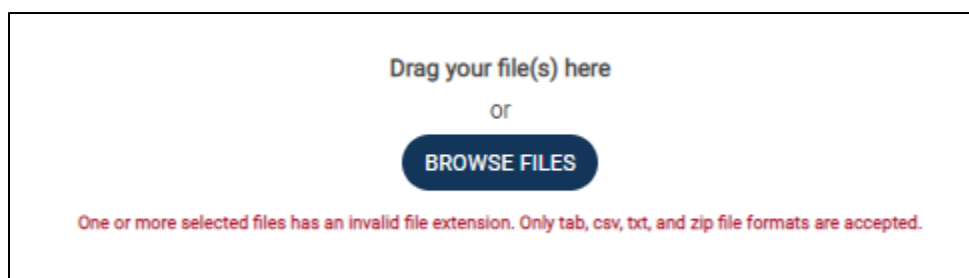 Drag your file(s) here
or
BROWSE FILES
One or more selected files has an invalid file extension. Only tab, csv, txt, and zip file formats are accepted.